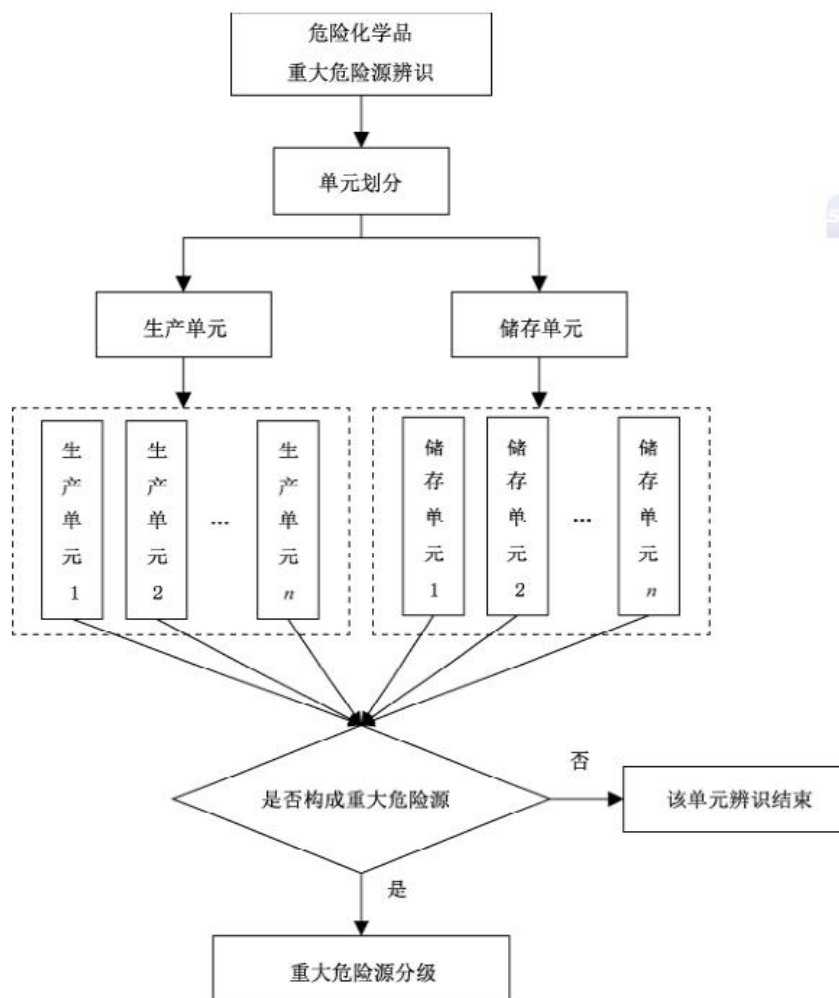 危险化学品
重大危险源辨识
单元划分
生产单元
储存单元
生产单元1
生产单元2
…
生产单元n
储存单元1
储存单元2
…
储存单元n
是否构成重大危险源
否
该单元辨识结束
是
重大危险源分级